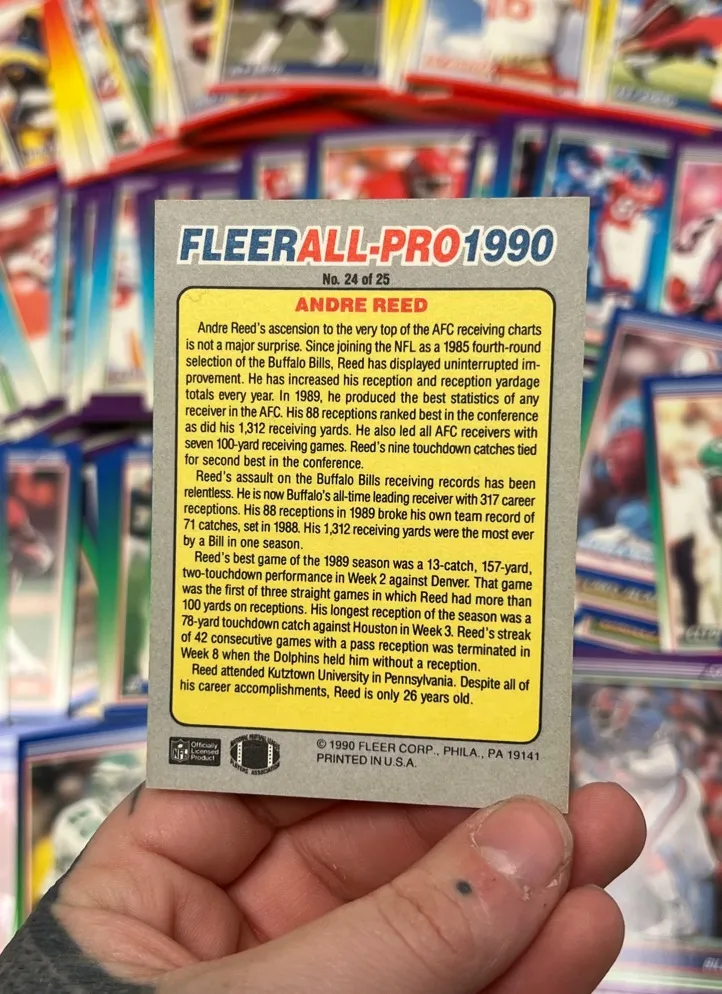 FLEER ALL-PRO 1990
No. 24 of 25
ANDRE REED
Andre Reed's ascension to the very top of the AFC receiving charts
is not a major surprise. Since joining the NFL as a 1985 fourth-round
selection of the Buffalo Bills, Reed has displayed uninterrupted im-
provement. He has increased his reception and reception yardage
totals every year. In 1989, he produced the best statistics of any
receiver in the AFC. His 88 receptions ranked best in the conference
as did his 1,312 receiving yards. He also led all AFC receivers with
seven 100-yard receiving games. Reed's nine touchdown catches tied
for second best in the conference.
Reed's assault on the Buffalo Bills receiving records has been
relentless. He is now Buffalo's all-time leading receiver with 317 career
receptions. His 88 receptions in 1989 broke his own team record of
71 catches, set in 1988. His 1,312 receiving yards were the most ever
by a Bill in one season.
Reed's best game of the 1989 season was a 13-catch, 157-yard,
two-touchdown performance in Week 2 against Denver. That game
was the first of three straight games in which Reed had more than
100 yards on receptions. His longest reception of the season was a
78-yard touchdown catch against Houston in Week 3. Reed's streak
of 42 consecutive games with a pass reception was terminated in
Week 8 when the Dolphins held him without a reception.
Reed attended Kutztown University in Pennsylvania. Despite all of
his career accomplishments, Reed is only 26 years old.
NFL
Officially
Licensed
Product
© 1990 FLEER CORP., PHILA., PA 19141
PRINTED IN U.S.A.